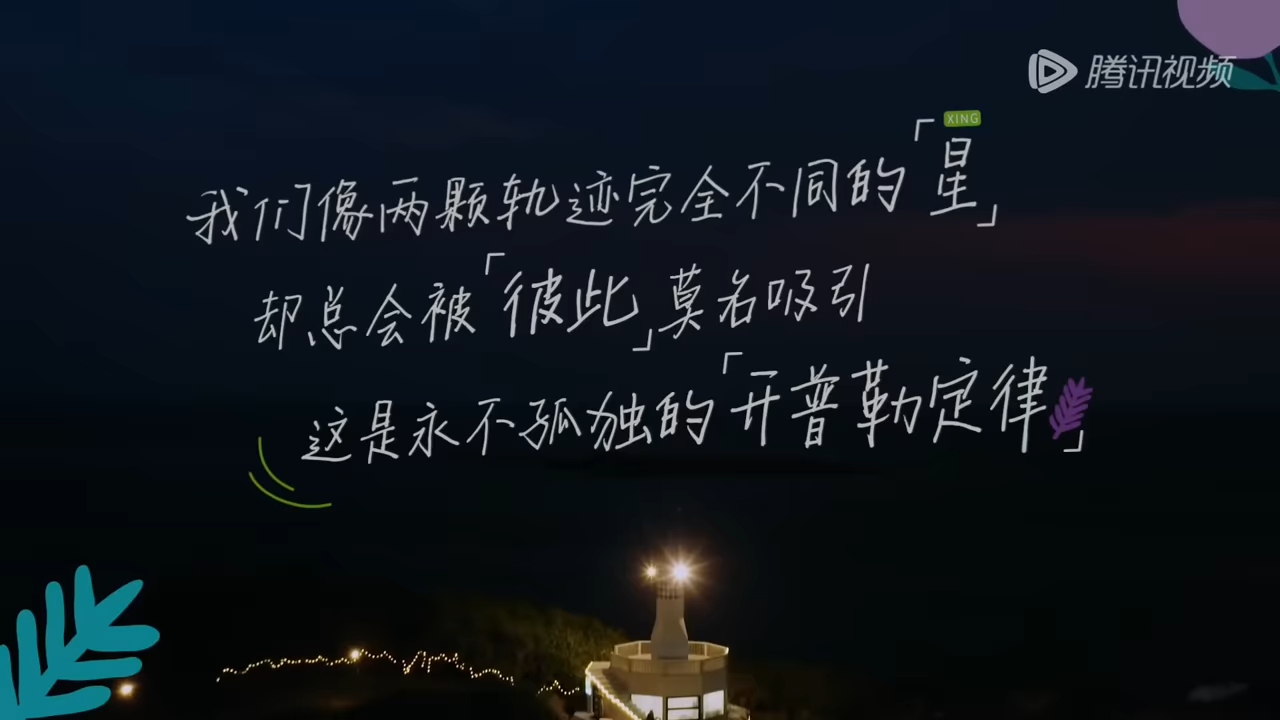 腾讯视频
XING
我们像两颗轨迹完全不同的「星」
却总会被「彼此」莫名吸引
这是永不孤独的「开普勒定律」